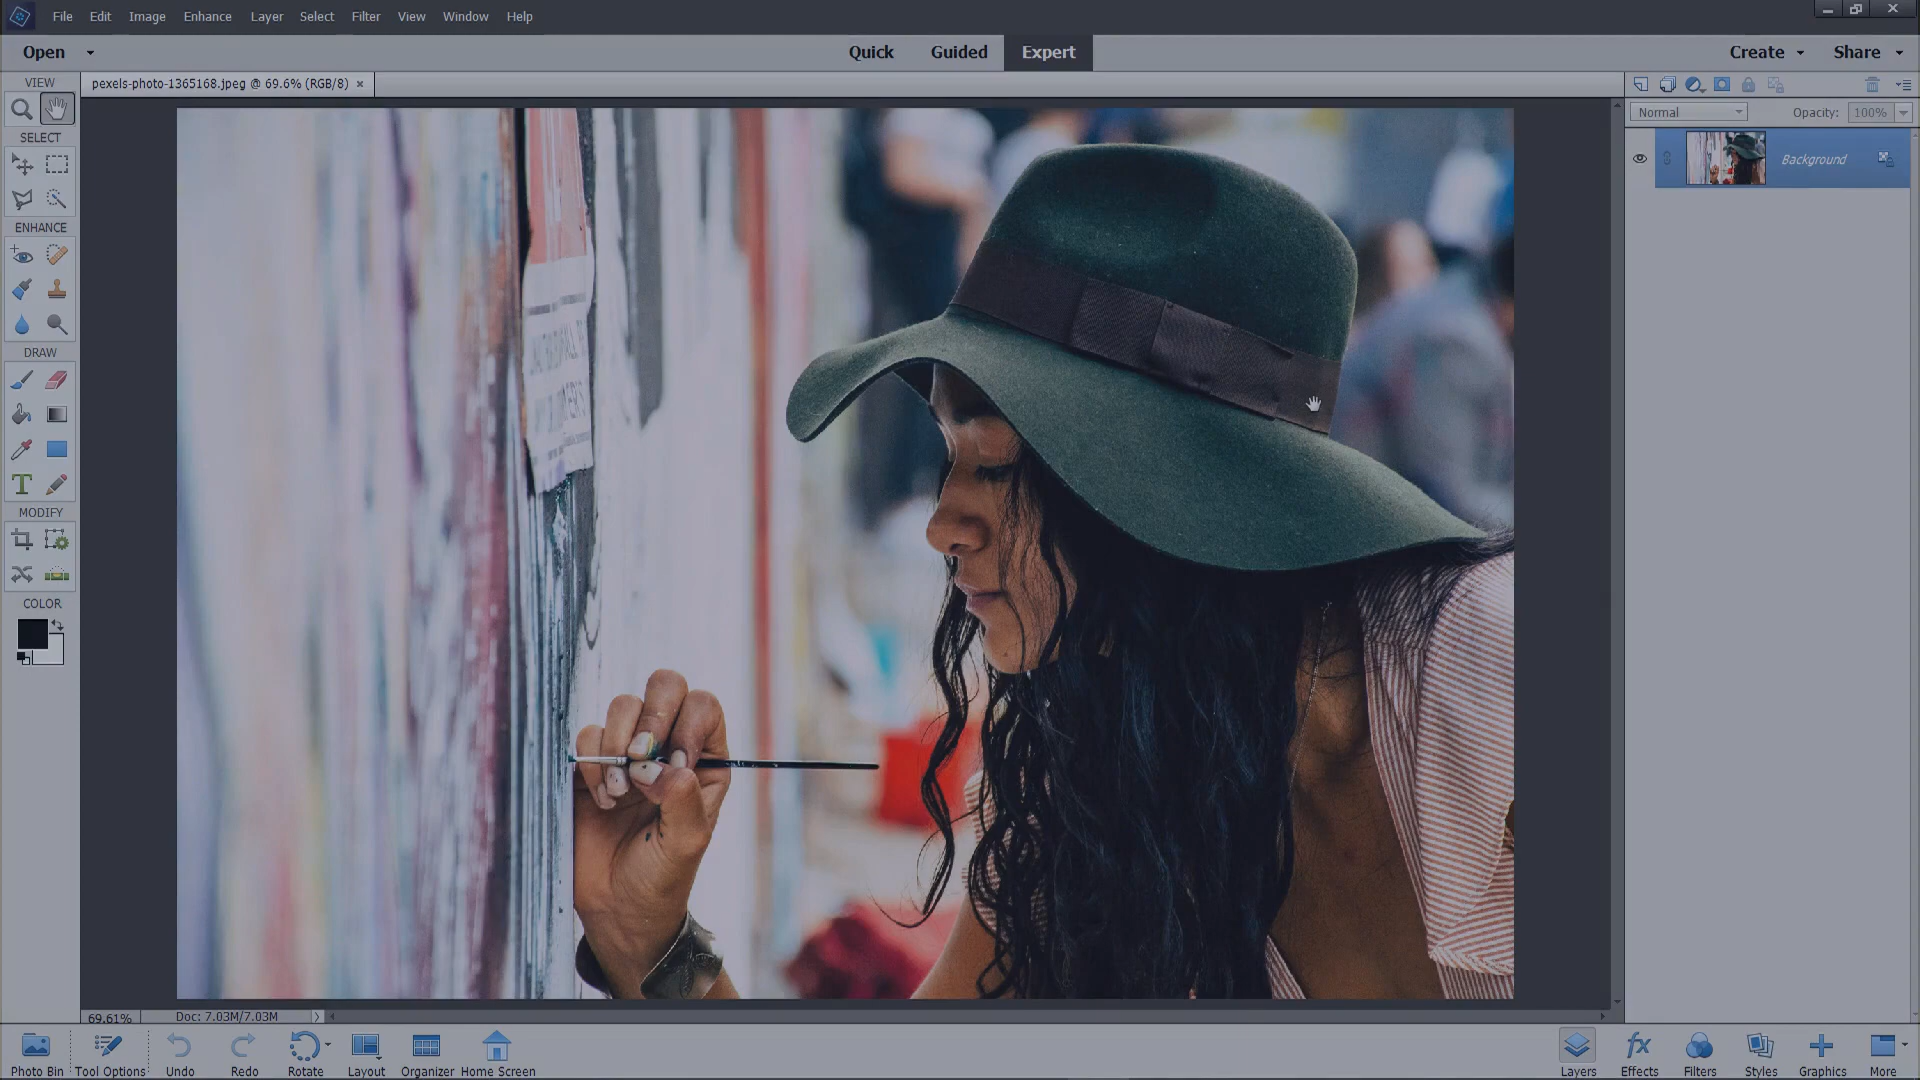 File Edit Image Enhance Layer Select Filter View Window Help
Open Quick Guided Expert Create Share
VIEW
pexels-photo-1365168.jpeg @ 69.6% (RGB/8) ×
Normal Opacity: 100%
SELECT
Background
ENHANCE
DRAW
T
MODIFY
COLOR
69.61% Doc: 7.03M/7.03M
fx
Photo Bin Tool Options Undo Redo Rotate Layout Organizer Home Screen Layers Effects Filters Styles Graphics More